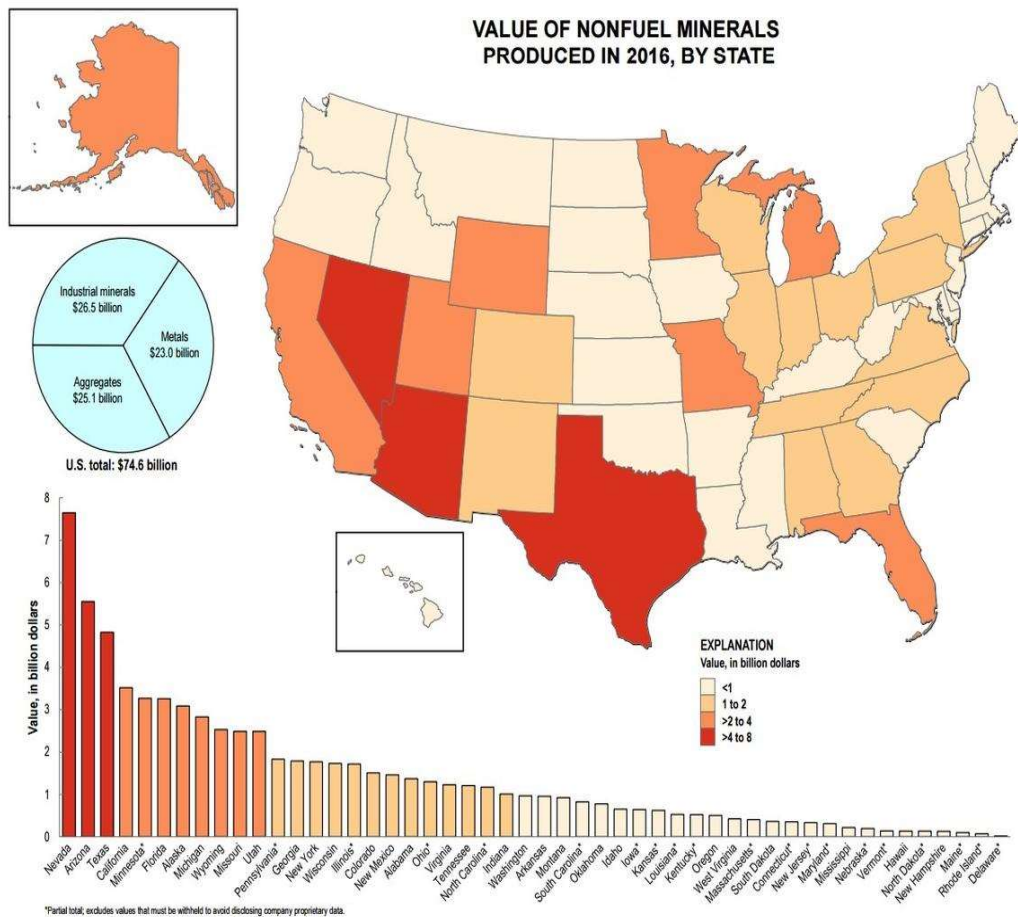 VALUE OF NONFUEL MINERALS
PRODUCED IN 2016, BY STATE
Industrial minerals
$26.5 billion
Metals
$23.0 billion
Aggregates
$25.1 billion
U.S. total: $74.6 billion
EXPLANATION
Value, in billion dollars
<1
1 to 2
>2 to 4
>4 to 8
Value, in billion dollars
8
7
6
5
4
3
2
1
0
Nevada
Arizona
Texas
California
Minnesota*
Florida
Alaska
Michigan
Wyoming
Missouri
Utah
Pennsylvania*
Georgia
New York
Wisconsin
Illinois*
Colorado
New Mexico
Alabama
Ohio*
Virginia
Tennessee
North Carolina*
Indiana
Washington
Arkansas
Montana
South Carolina*
Oklahoma
Idaho
Iowa*
Kansas*
Louisiana*
Kentucky*
Oregon
West Virginia
Massachusetts*
South Dakota
Connecticut*
New Jersey*
Maryland*
Mississippi
Nebraska*
Vermont*
Hawaii
North Dakota*
New Hampshire
Maine*
Rhode Island*
Delaware*
*Partial total; excludes values that must be withheld to avoid disclosing company proprietary data.